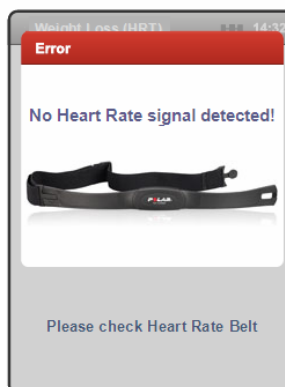 Weight Loss (HRT) 14:32
Error
No Heart Rate signal detected!
POLAR
Please check Heart Rate Belt